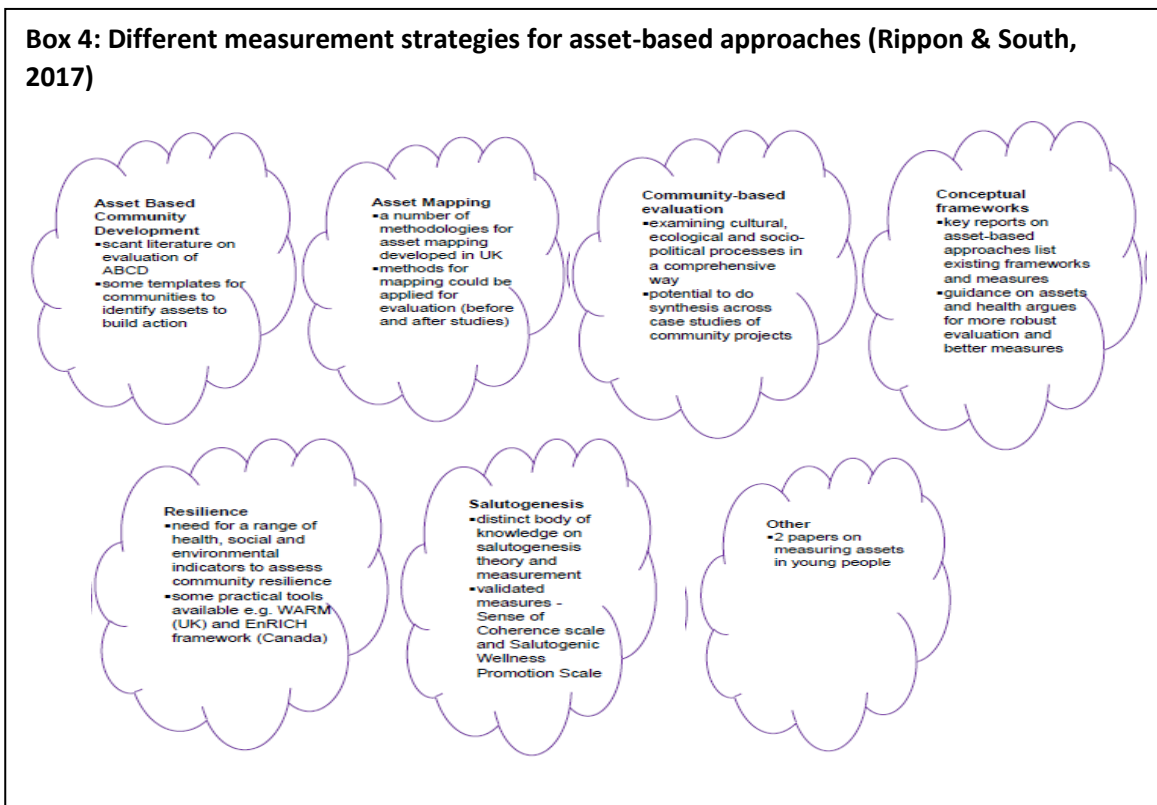 Box 4: Different measurement strategies for asset-based approaches (Rippon & South,
2017)
Asset Based
Community
Development
▪scant literature on
evaluation of
ABCD
▪some templates for
communities to
identify assets to
build action
Asset Mapping
▪a number of
methodologies for
asset mapping
developed in UK
▪methods for
mapping could be
applied for
evaluation (before
and after studies)
Community-based
evaluation
▪examining cultural,
ecological and socio-
political processes in
a comprehensive
way
▪potential to do
synthesis across
case studies of
community projects
Conceptual
frameworks
▪key reports on
asset-based
approaches list
existing frameworks
and measures
▪guidance on assets
and health argues
for more robust
evaluation and
better measures
Resilience
▪need for a range of
health, social and
environmental
indicators to assess
community resilience
▪some practical tools
available e.g. WARM
(UK) and EnRICH
framework (Canada)
Salutogenesis
▪distinct body of
knowledge on
salutogenesis
theory and
measurement
▪validated
measures -
Sense of
Coherence scale
and Salutogenic
Wellness
Promotion Scale
Other
▪2 papers on
measuring assets
in young people